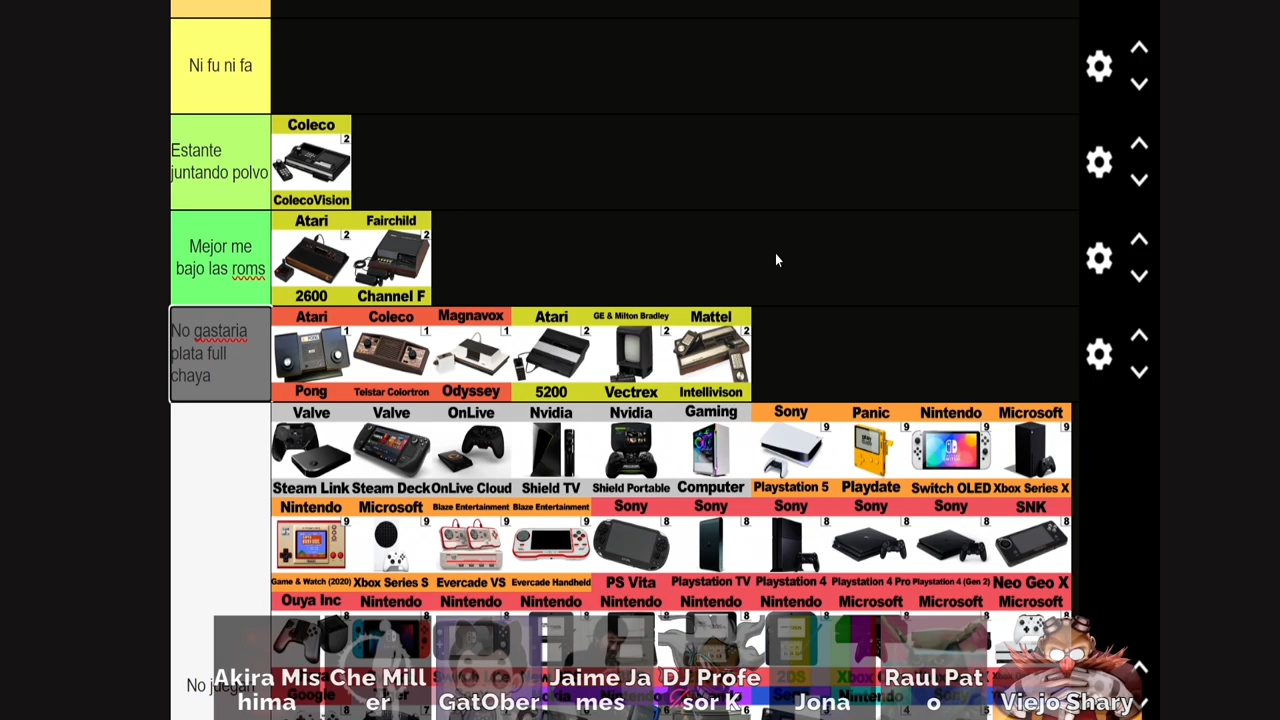 Ni fu ni fa
Coleco
2
Estante
juntando polvo
ColecoVision
Atari Fairchild
2 2
Mejor me
bajo las roms
2600 Channel F
Atari Coleco Magnavox Atari GE & Milton Bradley Mattel
1 1 1 2 2 2
No gastaria
plata full
chaya
Pong Telstar Colortron Odyssey 5200 Vectrex Intellivison
Valve Valve OnLive Nvidia Nvidia Gaming Sony Panic Nintendo Microsoft
9 9 9 9
Steam Link Steam Deck OnLive Cloud Shield TV Shield Portable Computer Playstation 5 Playdate Switch OLED Xbox Series X
Nintendo Microsoft Blaze Entertainment Blaze Entertainment Sony Sony Sony Sony Sony SNK
9 9 9 9 8 8 8 8 8 8
Game & Watch (2020) Xbox Series S Evercade VS Evercade Handheld PS Vita Playstation TV Playstation 4 Playstation 4 Pro Playstation 4 (Gen 2) Neo Geo X
Ouya Inc Nintendo Nintendo Nintendo Nintendo Nintendo Nintendo Microsoft Microsoft Microsoft
No juegan
Akira Mis Che Mill Jaime Ja DJ Profe Raul Pat
hima er GatOber mes sor K Jona o Viejo Shary